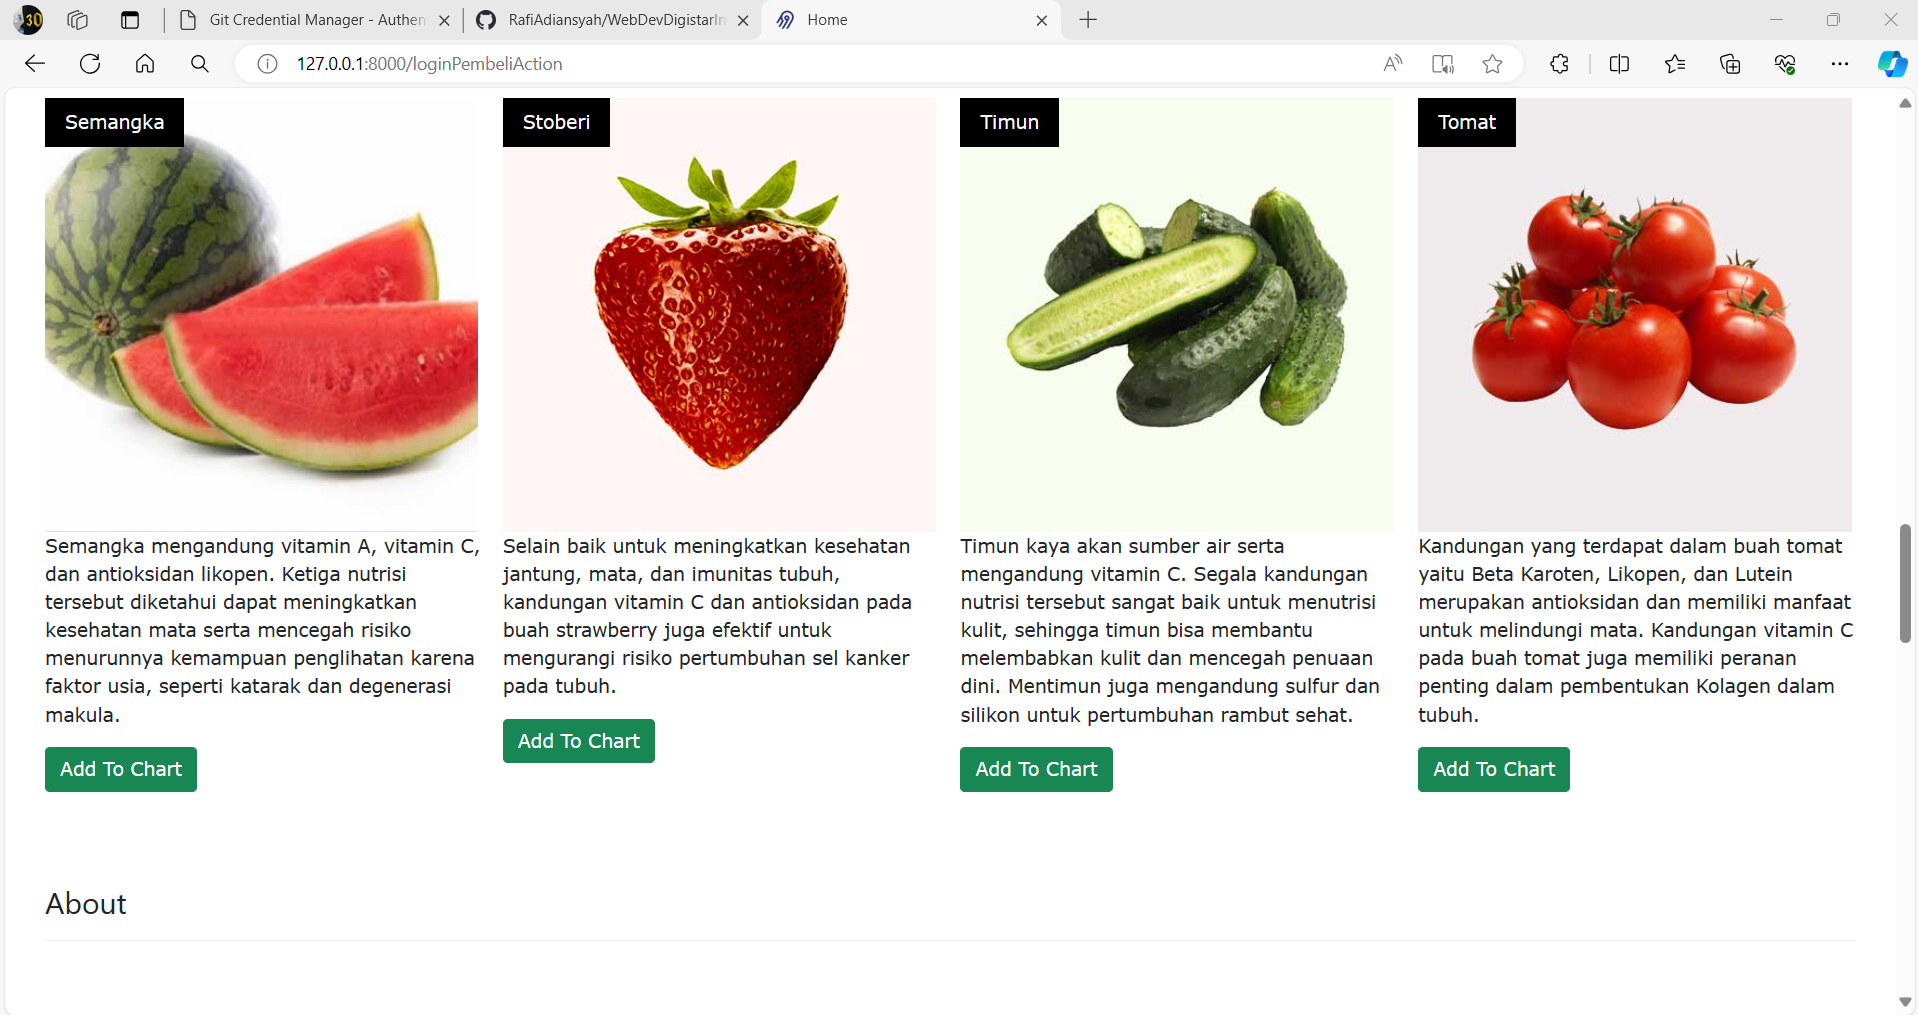 30
Git Credential Manager - Authen
RafiAdiansyah/WebDevDigistarIn
Home
127.0.0.1:8000/loginPembeliAction
Semangka
Semangka mengandung vitamin A, vitamin C,
dan antioksidan likopen. Ketiga nutrisi
tersebut diketahui dapat meningkatkan
kesehatan mata serta mencegah risiko
menurunnya kemampuan penglihatan karena
faktor usia, seperti katarak dan degenerasi
makula.
Add To Chart
Stoberi
Selain baik untuk meningkatkan kesehatan
jantung, mata, dan imunitas tubuh,
kandungan vitamin C dan antioksidan pada
buah strawberry juga efektif untuk
mengurangi risiko pertumbuhan sel kanker
pada tubuh.
Add To Chart
Timun
Timun kaya akan sumber air serta
mengandung vitamin C. Segala kandungan
nutrisi tersebut sangat baik untuk menutrisi
kulit, sehingga timun bisa membantu
melembabkan kulit dan mencegah penuaan
dini. Mentimun juga mengandung sulfur dan
silikon untuk pertumbuhan rambut sehat.
Add To Chart
Tomat
Kandungan yang terdapat dalam buah tomat
yaitu Beta Karoten, Likopen, dan Lutein
merupakan antioksidan dan memiliki manfaat
untuk melindungi mata. Kandungan vitamin C
pada buah tomat juga memiliki peranan
penting dalam pembentukan Kolagen dalam
tubuh.
Add To Chart
About